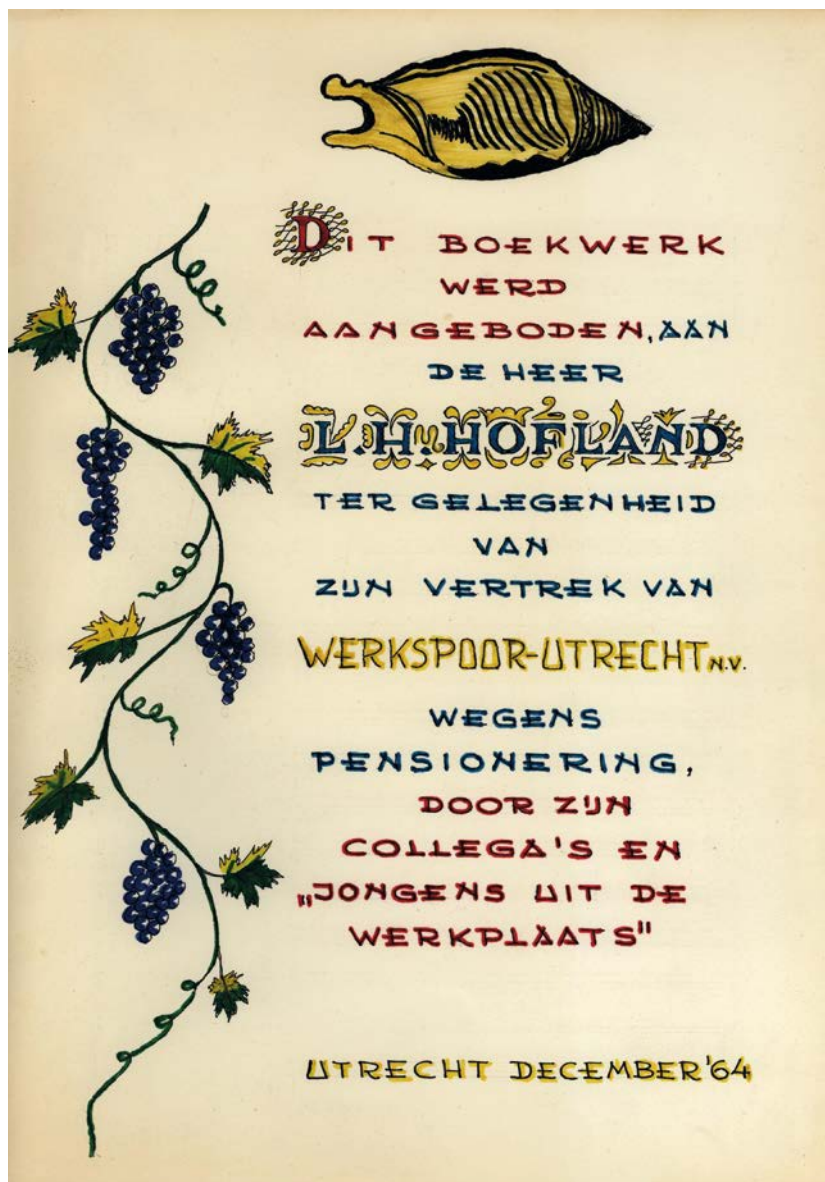 DIT BOEKWERK
WERD
AANGEBODEN, AAN
DE HEER
L.H. HOFLAND
TER GELEGENHEID
VAN
ZIJN VERTREK VAN
WERKSPOOR-UTRECHT N.V.
WEGENS
PENSIONERING,
DOOR ZIJN
COLLEGA'S EN
„JONGENS UIT DE
WERKPLAATS"
UTRECHT DECEMBER '64